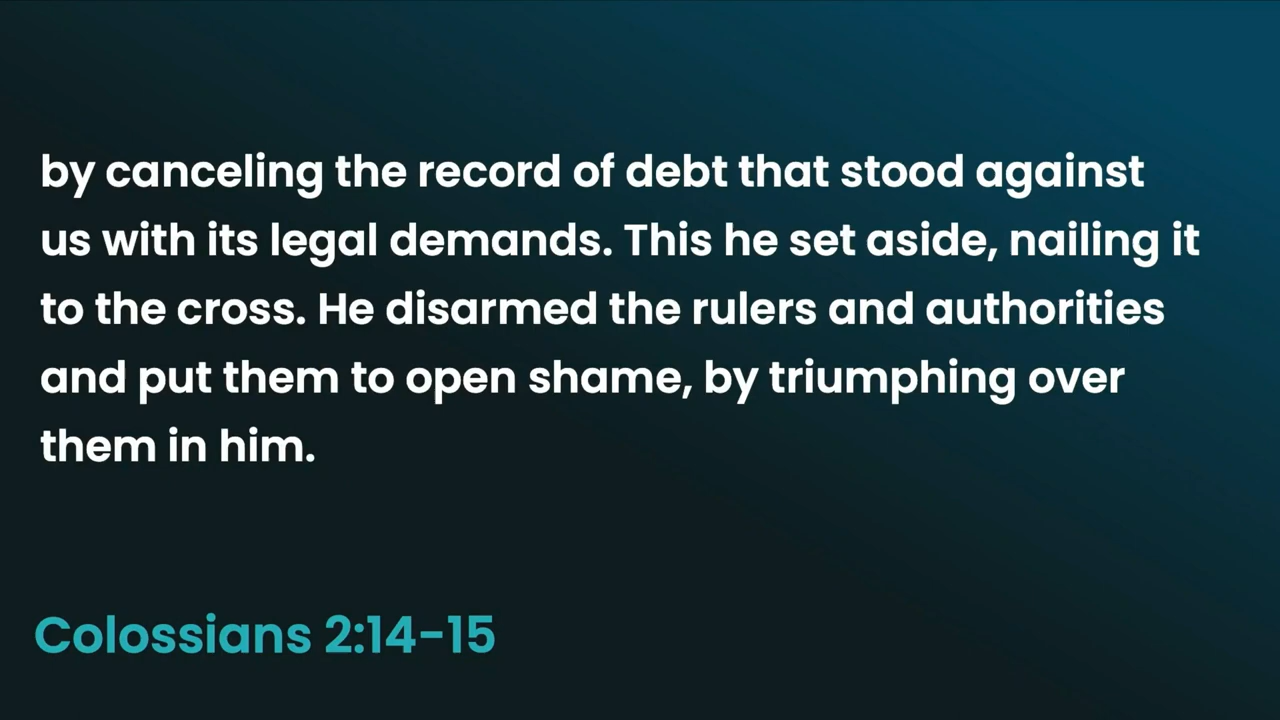 by canceling the record of debt that stood against
us with its legal demands. This he set aside, nailing it
to the cross. He disarmed the rulers and authorities
and put them to open shame, by triumphing over
them in him.
Colossians 2:14-15